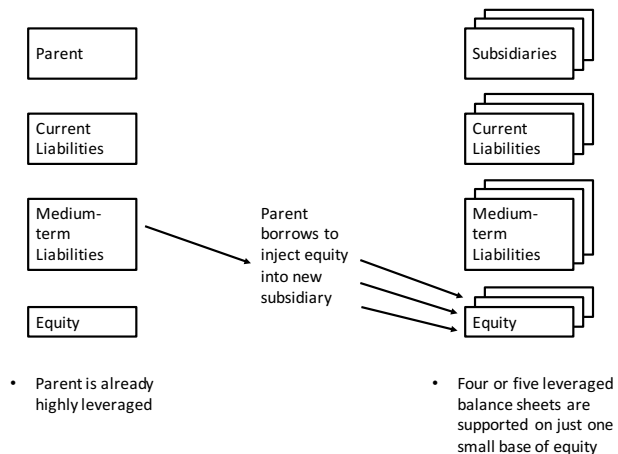 Parent
Subsidiaries
Current
Liabilities
Current
Liabilities
Medium-
term
Liabilities
Parent
borrows to
inject equity
into new
subsidiary
Medium-
term
Liabilities
Equity
Equity
• Parent is already
highly leveraged
• Four or five leveraged
balance sheets are
supported on just one
small base of equity